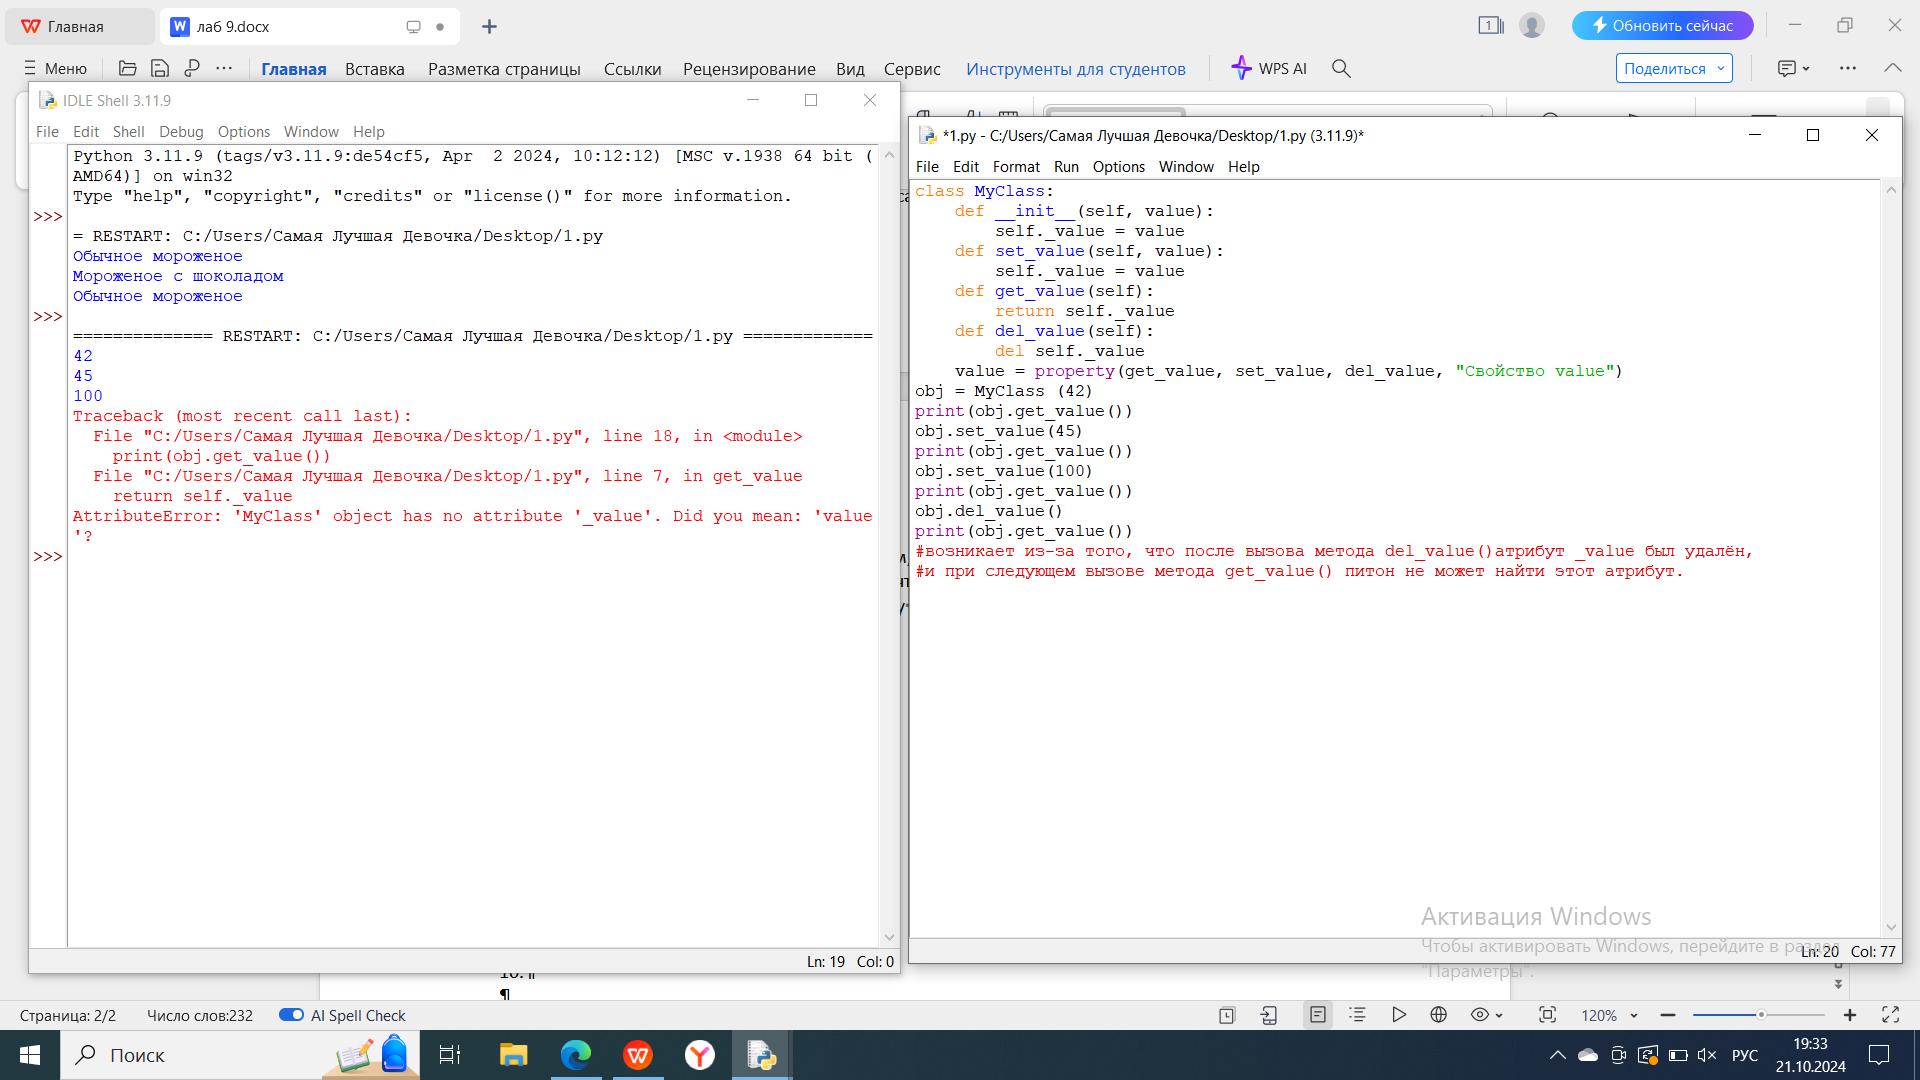 Главная
лаб 9.docx
1
Обновить сейчас
Меню
Главная
Вставка
Разметка страницы
Ссылки
Рецензирование
Вид
Сервис
Инструменты для студентов
WPS AI
Поделиться
IDLE Shell 3.11.9
File Edit Shell Debug Options Window Help
Python 3.11.9 (tags/v3.11.9:de54cf5, Apr  2 2024, 10:12:12) [MSC v.1938 64 bit (
AMD64)] on win32
Type "help", "copyright", "credits" or "license()" for more information.
>>>
= RESTART: C:/Users/Самая Лучшая Девочка/Desktop/1.py
Обычное мороженое
Мороженое с шоколадом
Обычное мороженое
>>>
============== RESTART: C:/Users/Самая Лучшая Девочка/Desktop/1.py =============
42
45
100
Traceback (most recent call last):
  File "C:/Users/Самая Лучшая Девочка/Desktop/1.py", line 18, in <module>
    print(obj.get_value())
  File "C:/Users/Самая Лучшая Девочка/Desktop/1.py", line 7, in get_value
    return self._value
AttributeError: 'MyClass' object has no attribute '_value'. Did you mean: 'value
'?
>>>
Ln: 19 Col: 0
*1.py - C:/Users/Самая Лучшая Девочка/Desktop/1.py (3.11.9)*
File Edit Format Run Options Window Help
class MyClass:
    def __init__(self, value):
        self._value = value
    def set_value(self, value):
        self._value = value
    def get_value(self):
        return self._value
    def del_value(self):
        del self._value
    value = property(get_value, set_value, del_value, "Свойство value")
obj = MyClass (42)
print(obj.get_value())
obj.set_value(45)
print(obj.get_value())
obj.set_value(100)
print(obj.get_value())
obj.del_value()
print(obj.get_value())
#возникает из-за того, что после вызова метода del_value()атрибут _value был удалён,
#и при следующем вызове метода get_value() питон не может найти этот атрибут.
Активация Windows
Чтобы активировать Windows, перейдите в раздел
"Параметры".
Ln: 20 Col: 77
Страница: 2/2
Число слов:232
AI Spell Check
120%
Поиск
РУС
19:33
21.10.2024